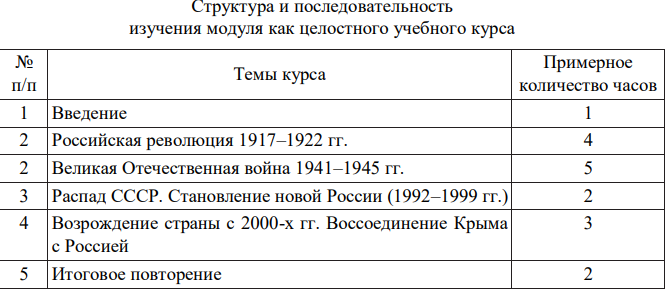 Структура и последовательность
изучения модуля как целостного учебного курса
№ п/п Темы курса Примерное количество часов
1 Введение 1
2 Российская революция 1917–1922 гг. 4
2 Великая Отечественная война 1941–1945 гг. 5
3 Распад СССР. Становление новой России (1992–1999 гг.) 2
4 Возрождение страны с 2000-х гг. Воссоединение Крыма 3
с Россией
5 Итоговое повторение 2